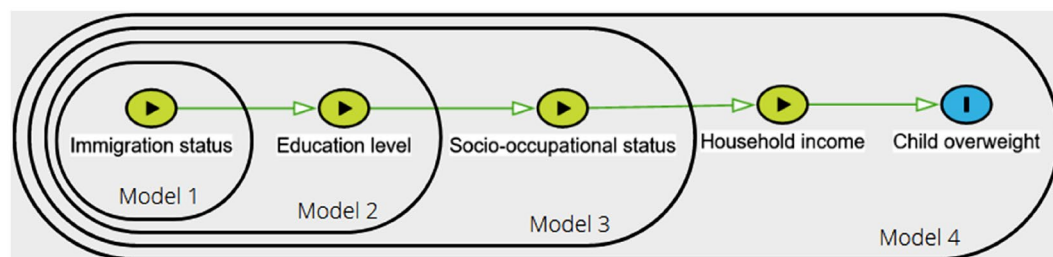 Immigration status
Education level
Socio-occupational status
Household income
Child overweight
Model 1
Model 2
Model 3
Model 4